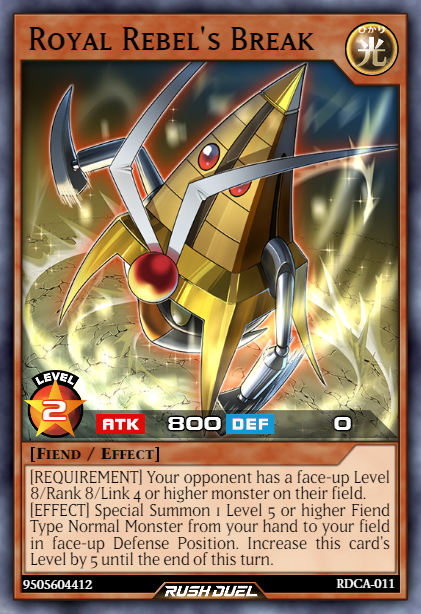 Royal Rebel's Break
ひかり
光
LEVEL
2
ATK 800 DEF 0
[Fiend / Effect]
[REQUIREMENT] Your opponent has a face-up Level
8/Rank 8/Link 4 or higher monster on their field.
[EFFECT] Special Summon 1 Level 5 or higher Fiend
Type Normal Monster from your hand to your field
in face-up Defense Position. Increase this card's
Level by 5 until the end of this turn.
9505604412
RUSH DUEL
RDCA-011